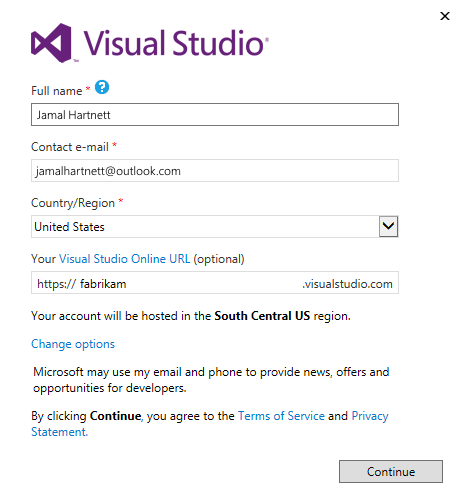 Visual Studio
Full name * ?
Jamal Hartnett
Contact e-mail *
jamalhartnett@outlook.com
Country/Region *
United States
Your Visual Studio Online URL (optional)
https:// fabrikam .visualstudio.com
Your account will be hosted in the South Central US region.
Change options
Microsoft may use my email and phone to provide news, offers and
opportunities for developers.
By clicking Continue, you agree to the Terms of Service and Privacy
Statement.
Continue